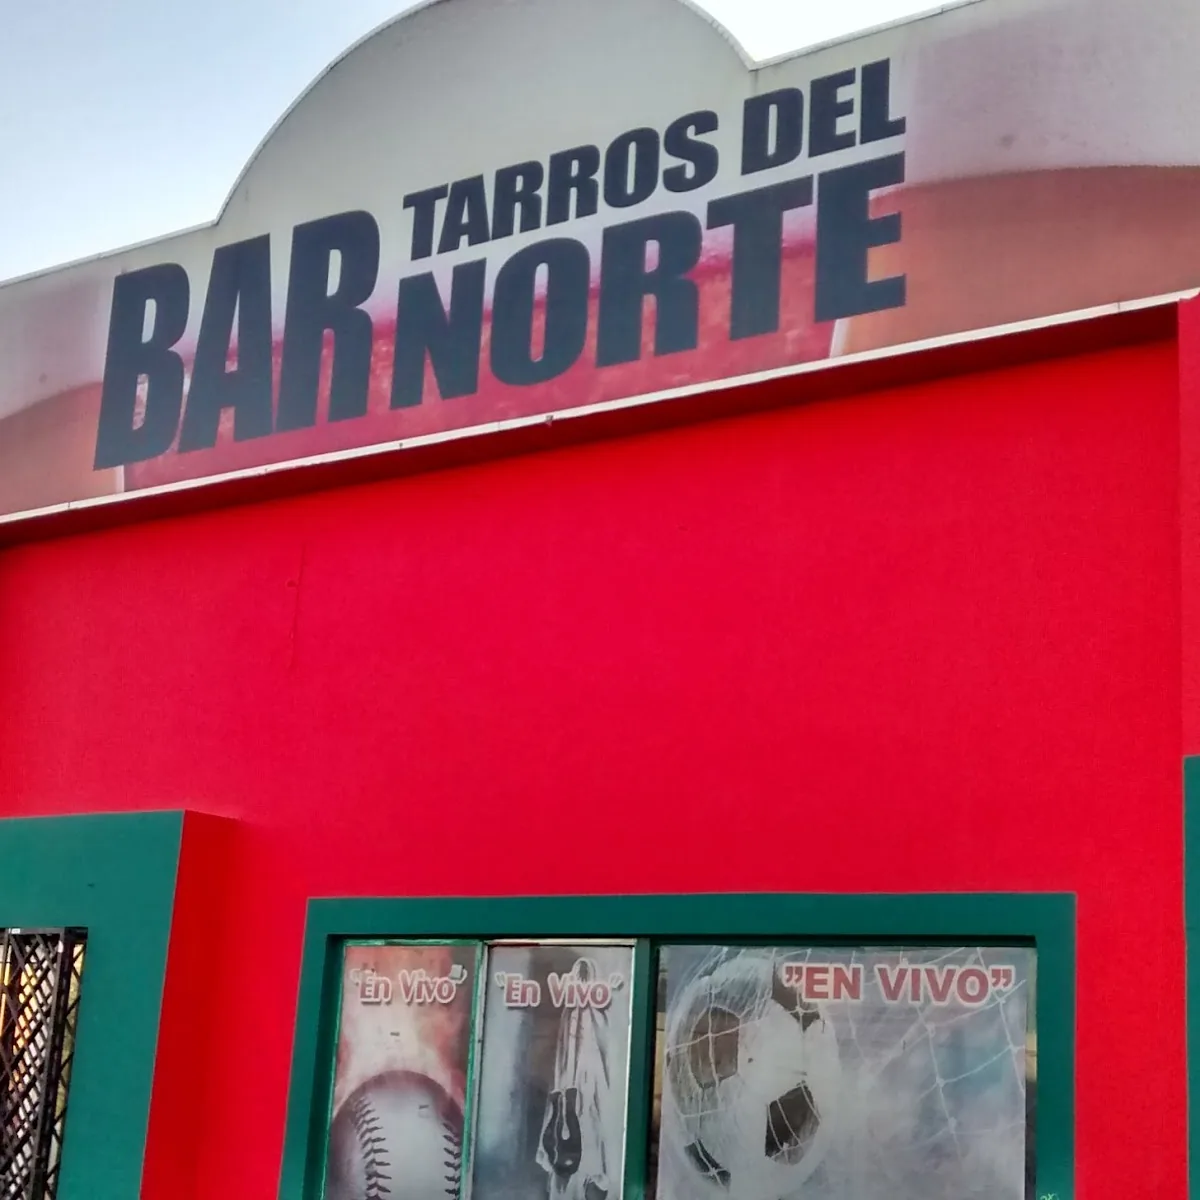 BAR TARROS DEL
NORTE
"En Vivo"
"En Vivo"
"EN VIVO"